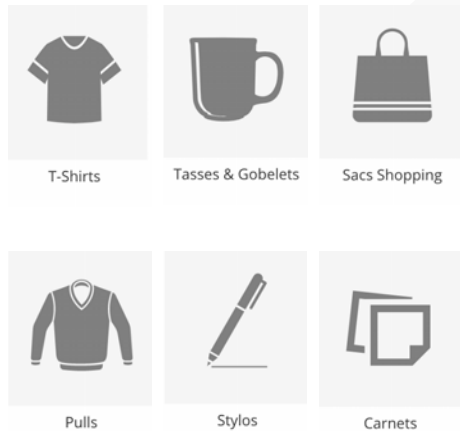 T-Shirts
Tasses & Gobelets
Sacs Shopping
Pulls
Stylos
Carnets